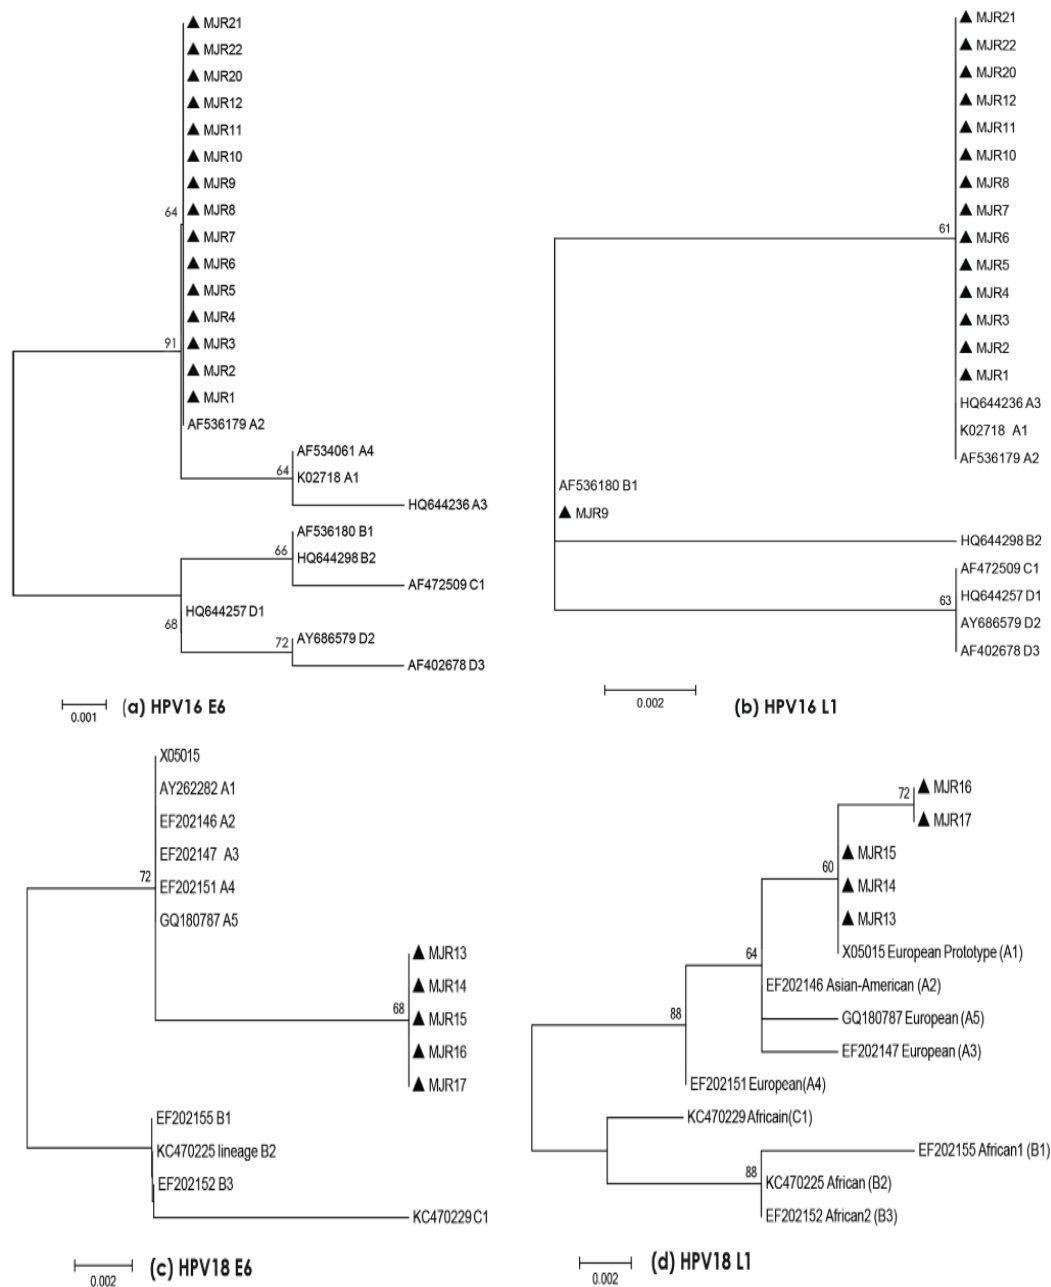 MJR21
MJR22
MJR20
MJR12
MJR11
MJR10
MJR9
MJR8
64
MJR7
MJR6
MJR5
MJR4
MJR3
91
MJR2
MJR1
AF536179 A2
AF534061 A4
64
K02718 A1
HQ644236 A3
AF536180 B1
66
HQ644298 B2
AF472509 C1
HQ644257 D1
68
AY686579 D2
72
AF402678 D3
0.001
(a) HPV16 E6
MJR21
MJR22
MJR20
MJR12
MJR11
MJR10
MJR8
MJR7
61
MJR6
MJR5
MJR4
MJR3
MJR2
MJR1
HQ644236 A3
K02718 A1
AF536179 A2
AF536180 B1
MJR9
HQ644298 B2
AF472509 C1
HQ644257 D1
63
AY686579 D2
AF402678 D3
0.002
(b) HPV16 L1
X05015
AY262282 A1
EF202146 A2
EF202147 A3
72
EF202151 A4
GQ180787 A5
MJR13
MJR14
68
MJR15
MJR16
MJR17
EF202155 B1
KC470225 lineage B2
EF202152 B3
KC470229 C1
0.002
(c) HPV18 E6
72
MJR16
MJR17
MJR15
60
MJR14
MJR13
X05015 European Prototype (A1)
64
EF202146 Asian-American (A2)
GQ180787 European (A5)
88
EF202147 European (A3)
EF202151 European(A4)
KC470229 Africain(C1)
EF202155 African1 (B1)
88
KC470225 African (B2)
EF202152 African2 (B3)
0.002
(d) HPV18 L1